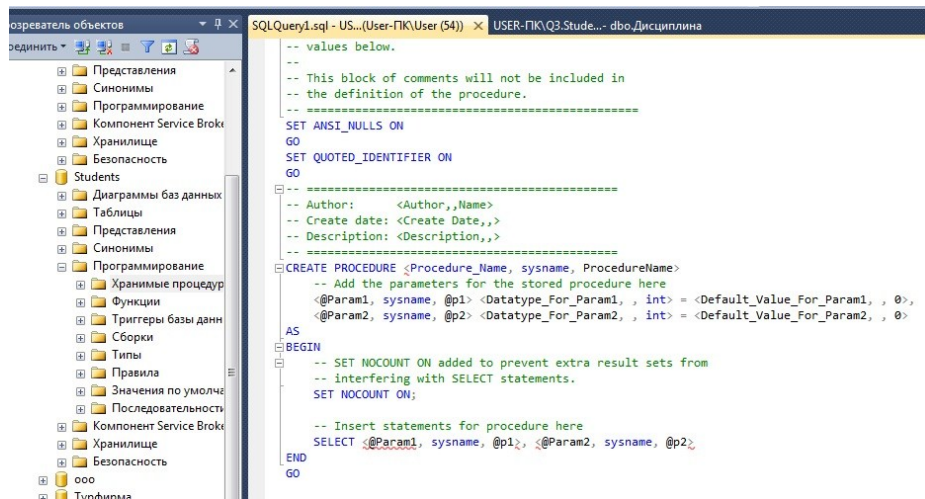 озреватель объектов
единить
Представления
Синонимы
Программирование
Компонент Service Broke
Хранилище
Безопасность
Students
Диаграммы баз данных
Таблицы
Представления
Синонимы
Программирование
Хранимые процедур
Функции
Триггеры базы данн
Сборки
Типы
Правила
Значения по умолча
Последовательности
Компонент Service Broke
Хранилище
Безопасность
ооо
Турфирма
SQLQuery1.sql - US...(User-ПК\User (54)) USER-ПК\Q3.Stude...- dbo.Дисциплина
-- values below.
--
-- This block of comments will not be included in
-- the definition of the procedure.
-- ================================================
SET ANSI_NULLS ON
GO
SET QUOTED_IDENTIFIER ON
GO
-- =============================================
-- Author: <Author,,Name>
-- Create date: <Create Date,,>
-- Description: <Description,,>
-- =============================================
CREATE PROCEDURE <Procedure_Name, sysname, ProcedureName>
-- Add the parameters for the stored procedure here
<@Param1, sysname, @p1> <Datatype_For_Param1, , int> = <Default_Value_For_Param1, , 0>,
<@Param2, sysname, @p2> <Datatype_For_Param2, , int> = <Default_Value_For_Param2, , 0>
AS
BEGIN
-- SET NOCOUNT ON added to prevent extra result sets from
-- interfering with SELECT statements.
SET NOCOUNT ON;
-- Insert statements for procedure here
SELECT <@Param1, sysname, @p1>, <@Param2, sysname, @p2>
END
GO